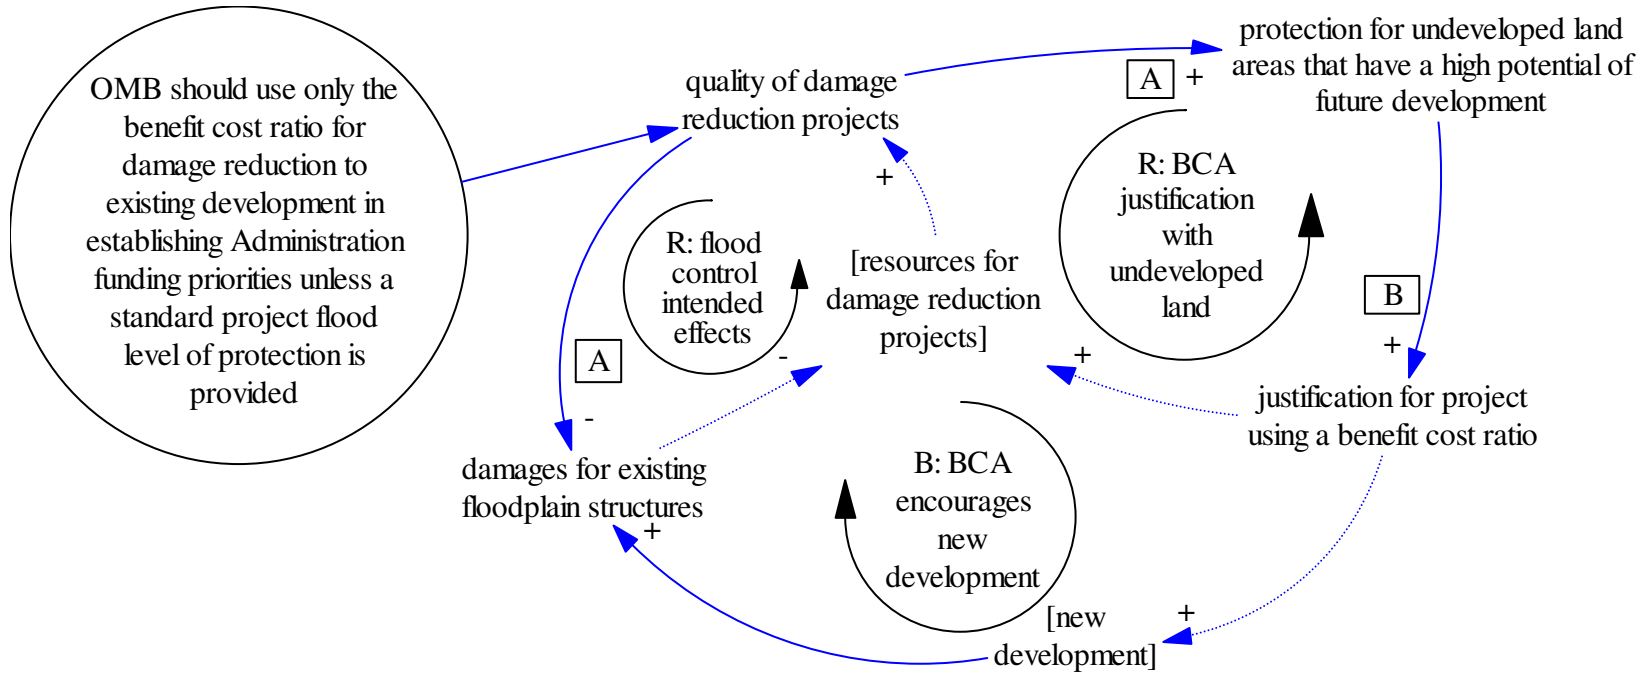 OMB should use only the
benefit cost ratio for
damage reduction to
existing development in
establishing Administration
funding priorities unless a
standard project flood
level of protection is
provided
quality of damage
reduction projects
A +
protection for undeveloped land
areas that have a high potential of
future development
+
R: BCA
justification
with
undeveloped
land
R: flood
control
intended
effects
[resources for
damage reduction
projects]
B
+
A
-
-
+
justification for project
using a benefit cost ratio
damages for existing
floodplain structures
+
B: BCA
encourages
new
development
+
[new
development]